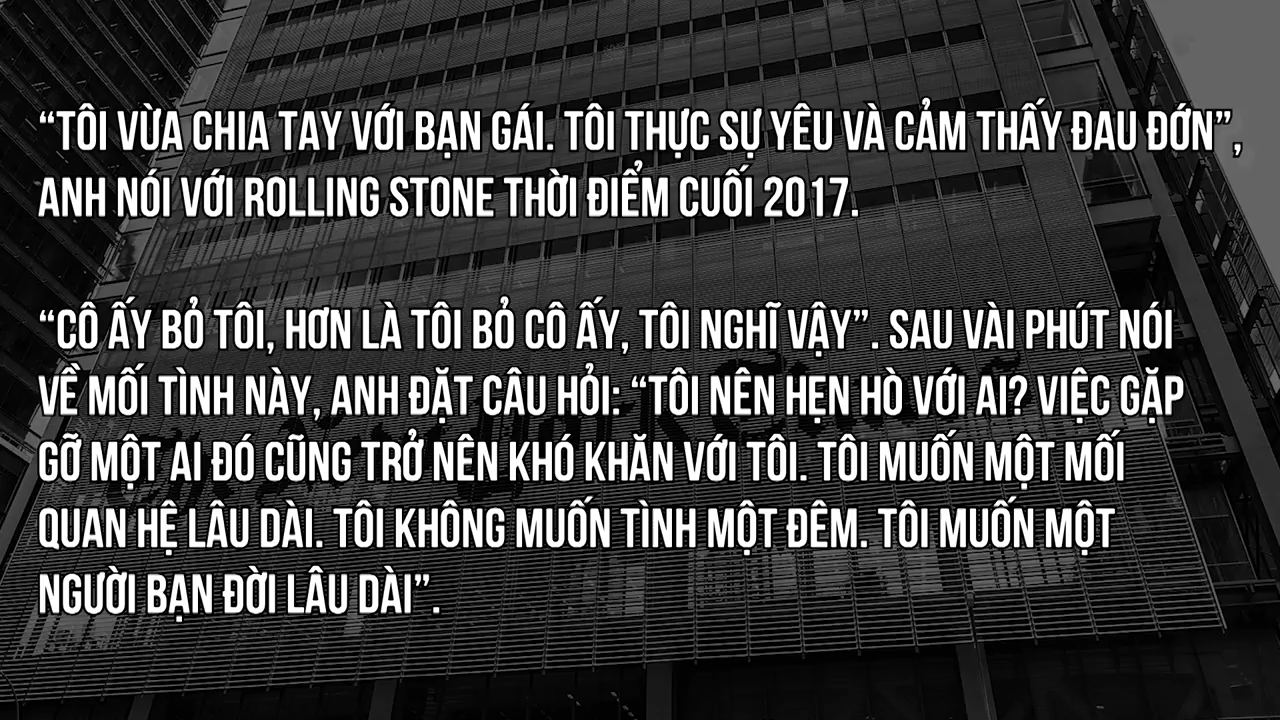 “TÔI VỪA CHIA TAY VỚI BẠN GÁI. TÔI THỰC SỰ YÊU VÀ CẢM THẤY ĐAU ĐỚN”,
ANH NÓI VỚI ROLLING STONE THỜI ĐIỂM CUỐI 2017.
“CÔ ẤY BỎ TÔI, HƠN LÀ TÔI BỎ CÔ ẤY, TÔI NGHĨ VẬY” . SAU VÀI PHÚT NÓI
VỀ MỐI TÌNH NÀY, ANH ĐẶT CÂU HỎI: “TÔI NÊN HẸN HÒ VỚI AI? VIỆC GẶP
GỠ MỘT AI ĐÓ CŨNG TRỞ NÊN KHÓ KHĂN VỚI TÔI. TÔI MUỐN MỘT MỐI
QUAN HỆ LÂU DÀI. TÔI KHÔNG MUỐN TÌNH MỘT ĐÊM. TÔI MUỐN MỘT
NGƯỜI BẠN ĐỜI LÂU DÀI”.